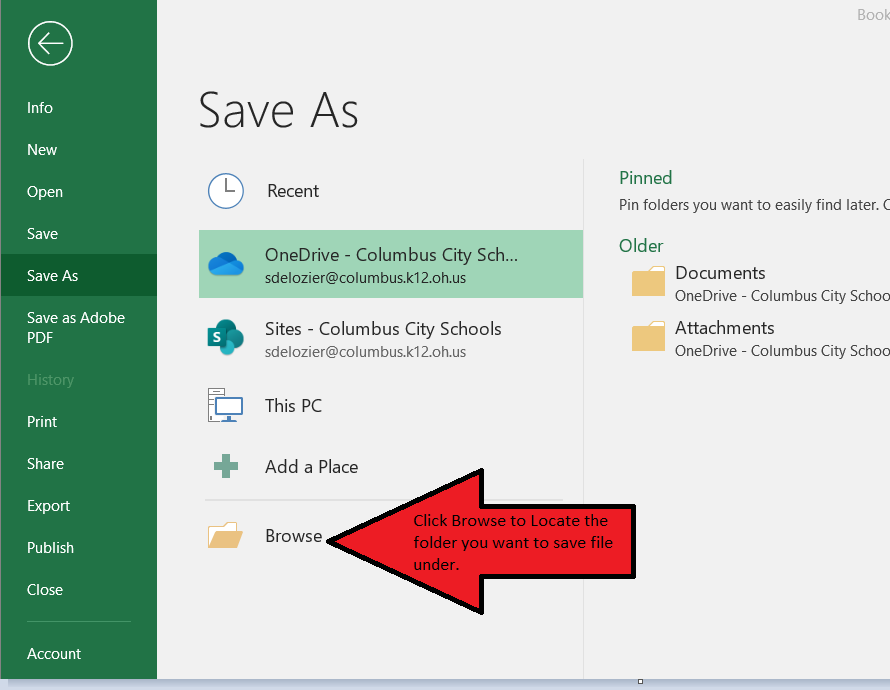 Book
Info
New
Open
Save
Save As
Save as Adobe
PDF
History
Print
Share
Export
Publish
Close
Account
Save As
Recent
OneDrive - Columbus City Sch...
sdelozier@columbus.k12.oh.us
S
Sites - Columbus City Schools
sdelozier@columbus.k12.oh.us
This PC
Add a Place
Browse
Click Browse to Locate the
folder you want to save file
under.
Pinned
Pin folders you want to easily find later. C
Older
Documents
OneDrive - Columbus City Schoo
Attachments
OneDrive - Columbus City Schoo